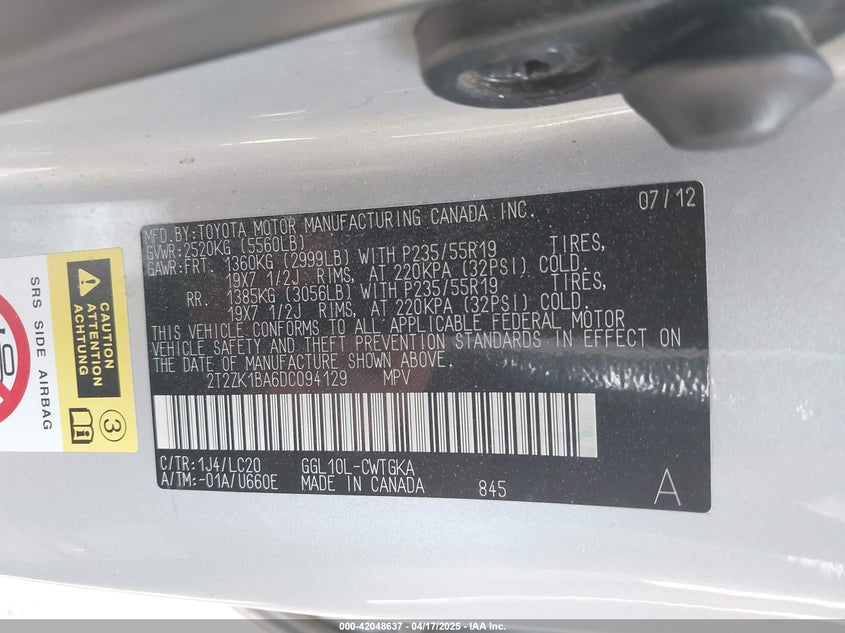 MFD.BY:TOYOTA MOTOR MANUFACTURING CANADA INC. 07/12
GVWR:2520KG (5560LB)
GAWR:FRT. 1360KG (2999LB) WITH P235/55R19 TIRES,
19X7 1/2J RIMS, AT 220KPA (32PSI) COLD.
RR. 1385KG (3056LB) WITH P235/55R19 TIRES,
19X7 1/2J RIMS, AT 220KPA (32PSI) COLD.
THIS VEHICLE CONFORMS TO ALL APPLICABLE FEDERAL MOTOR
VEHICLE SAFETY AND THEFT PREVENTION STANDARDS IN EFFECT ON
THE DATE OF MANUFACTURE SHOWN ABOVE.
2T2ZK1BA6DC094129 MPV
C/TR:1J4/LC20 GGL10L-CWTGKA
A/TM:-01A/U660E MADE IN CANADA 845 A
CAUTION
ATTENTION
ACHTUNG
3
SRS SIDE AIRBAG
000-42048637 - 04/17/2025 - IAA Inc.